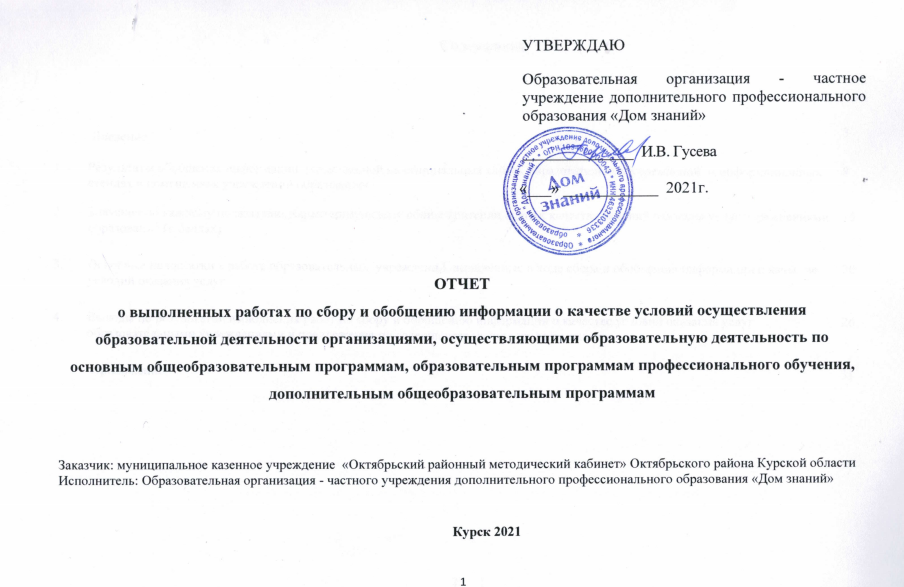 УТВЕРЖДАЮ
Образовательная организация - частное
учреждение дополнительного профессионального
образования «Дом знаний»
И.В. Гусева
«___»____________ 2021г.
Дом
знаний
ОТЧЕТ
о выполненных работах по сбору и обобщению информации о качестве условий осуществления
образовательной деятельности организациями, осуществляющими образовательную деятельность по
основным общеобразовательным программам, образовательным программам профессионального обучения,
дополнительным общеобразовательным программам
Заказчик: муниципальное казенное учреждение «Октябрьский районный методический кабинет» Октябрьского района Курской области
Исполнитель: Образовательная организация - частного учреждения дополнительного профессионального образования «Дом знаний»
Курск 2021
1